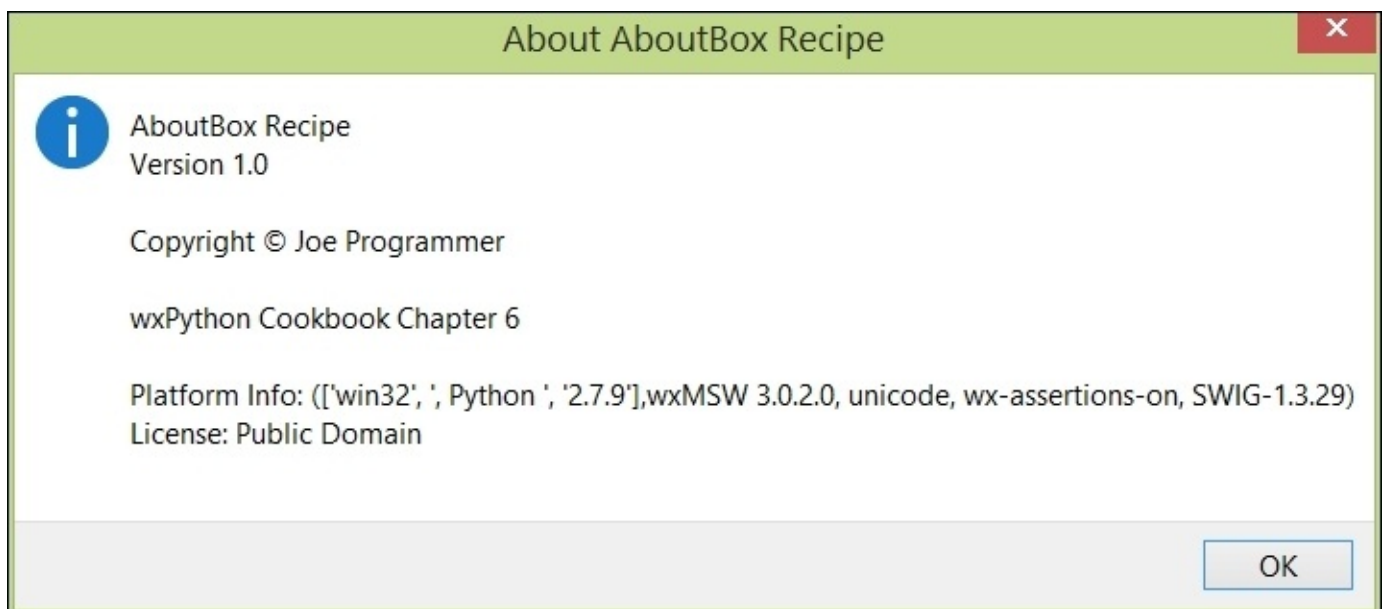 About AboutBox Recipe
AboutBox Recipe
Version 1.0
Copyright © Joe Programmer
wxPython Cookbook Chapter 6
Platform Info: (['win32', ', Python ', '2.7.9'],wxMSW 3.0.2.0, unicode, wx-assertions-on, SWIG-1.3.29)
License: Public Domain
OK